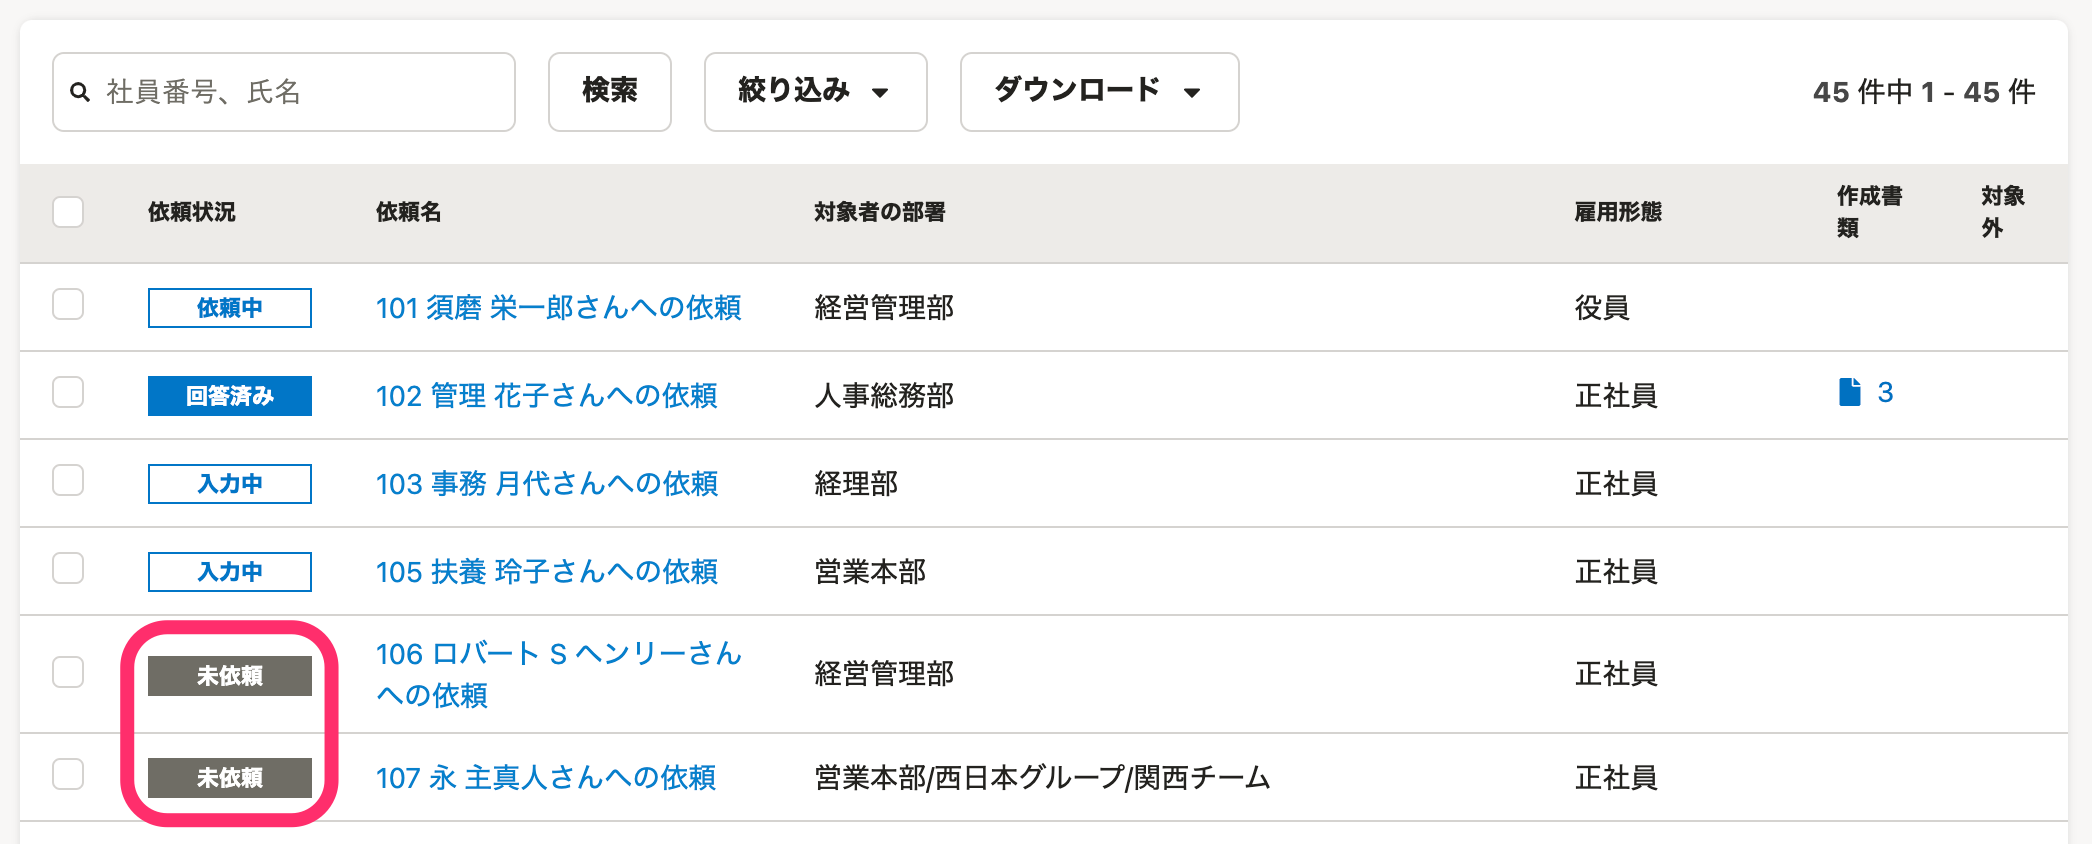 社員番号、氏名 検索 絞り込み ダウンロード 45 件中 1 - 45 件
依頼状況 依頼名 対象者の部署 雇用形態 作成書類 対象外
依頼中 101 須磨 栄一郎さんへの依頼 経営管理部 役員
回答済み 102 管理 花子さんへの依頼 人事総務部 正社員 3
入力中 103 事務 月代さんへの依頼 経理部 正社員
入力中 105 扶養 玲子さんへの依頼 営業本部 正社員
未依頼 106 ロバート S ヘンリーさんへの依頼 経営管理部 正社員
未依頼 107 永 主真人さんへの依頼 営業本部/西日本グループ/関西チーム 正社員